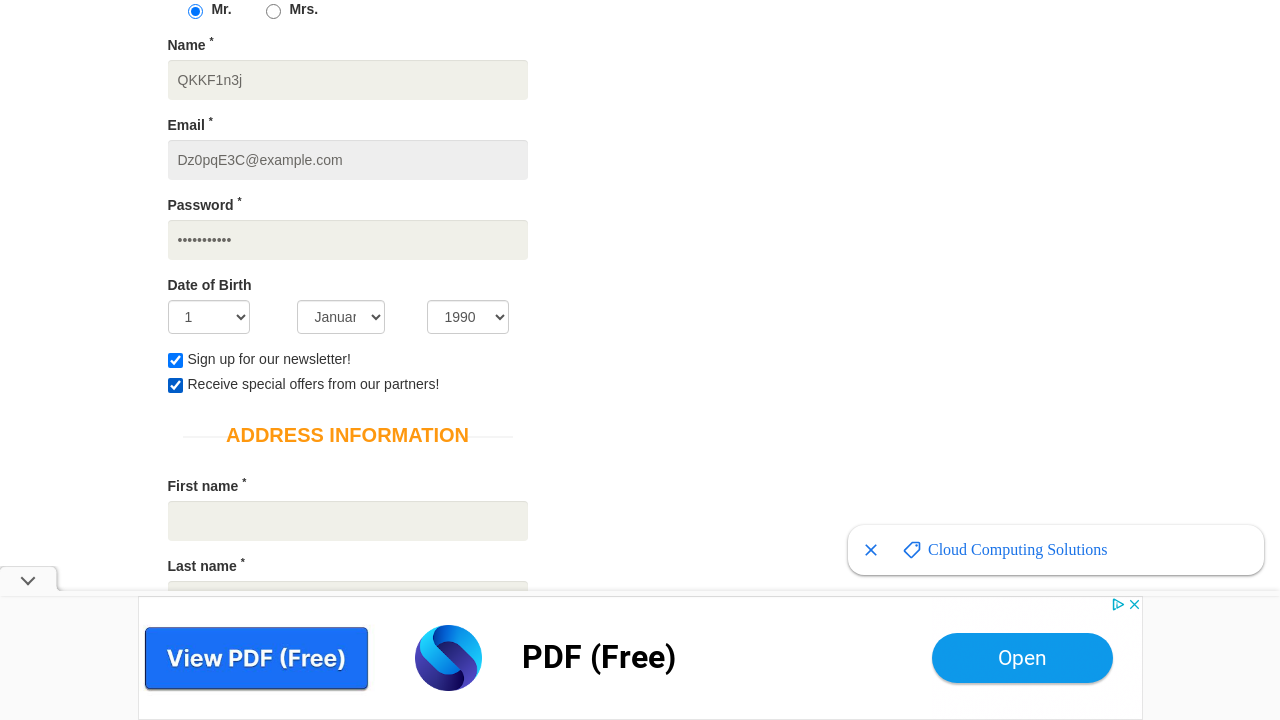 Mr. Mrs.
Name *
QKKF1n3j
Email *
Dz0pqE3C@example.com
Password *
•••••••••••
Date of Birth
1 Januar 1990
Sign up for our newsletter!
Receive special offers from our partners!
ADDRESS INFORMATION
First name *
Cloud Computing Solutions
Last name *
View PDF (Free) PDF (Free) Open